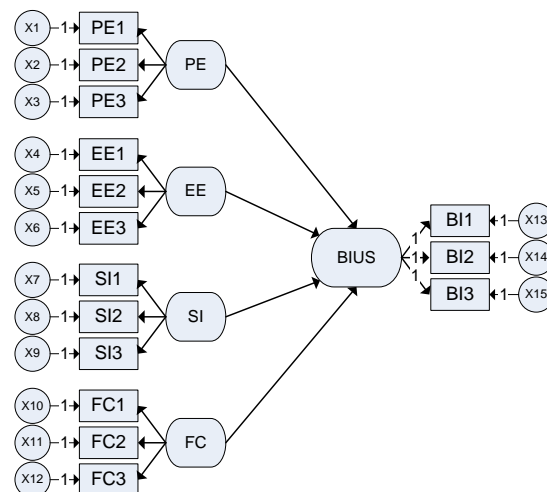 X1 1 PE1
X2 1 PE2 PE
X3 1 PE3
X4 1 EE1
X5 1 EE2 EE
X6 1 EE3
BI1 1 X13
BIUS 1 1 1 BI2 1 X14
BI3 1 X15
X7 1 SI1
X8 1 SI2 SI
X9 1 SI3
X10 1 FC1
X11 1 FC2 FC
X12 1 FC3